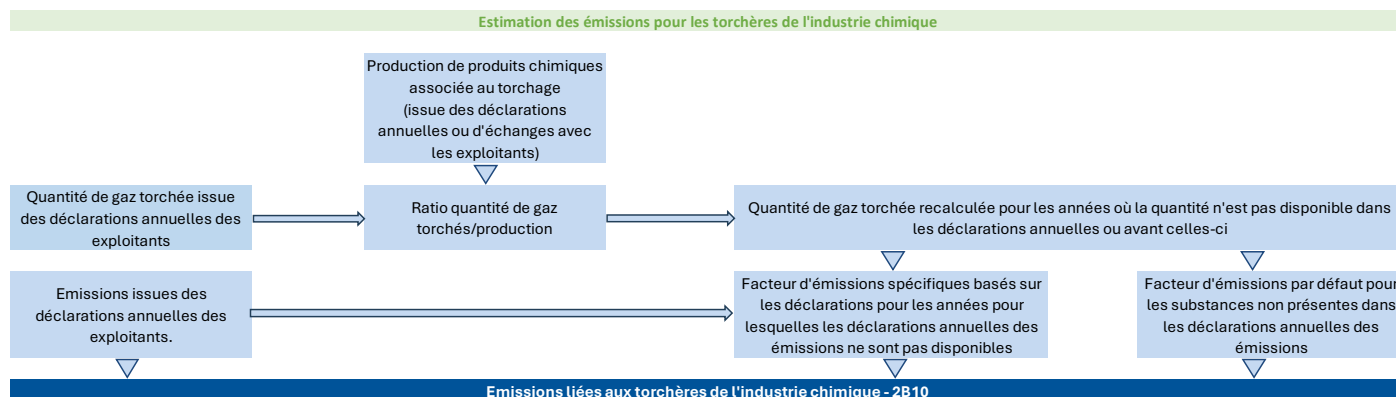 Estimation des émissions pour les torchères de l'industrie chimique
Production de produits chimiques
associée au torchage
(issue des déclarations
annuelles ou d'échanges avec
les exploitants)
Quantité de gaz torchée issue
des déclarations annuelles des
exploitants
Ratio quantité de gaz
torchés/production
Quantité de gaz torchée recalculée pour les années où la quantité n'est pas disponible dans
les déclarations annuelles ou avant celles-ci
Emissions issues des
déclarations annuelles des
exploitants.
Facteur d'émissions spécifiques basés sur
les déclarations pour les années pour
lesquelles les déclarations annuelles des
émissions ne sont pas disponibles
Facteur d'émissions par défaut pour
les substances non présentes dans
les déclarations annuelles des
émissions
Emissions liées aux torchères de l'industrie chimique - 2B10